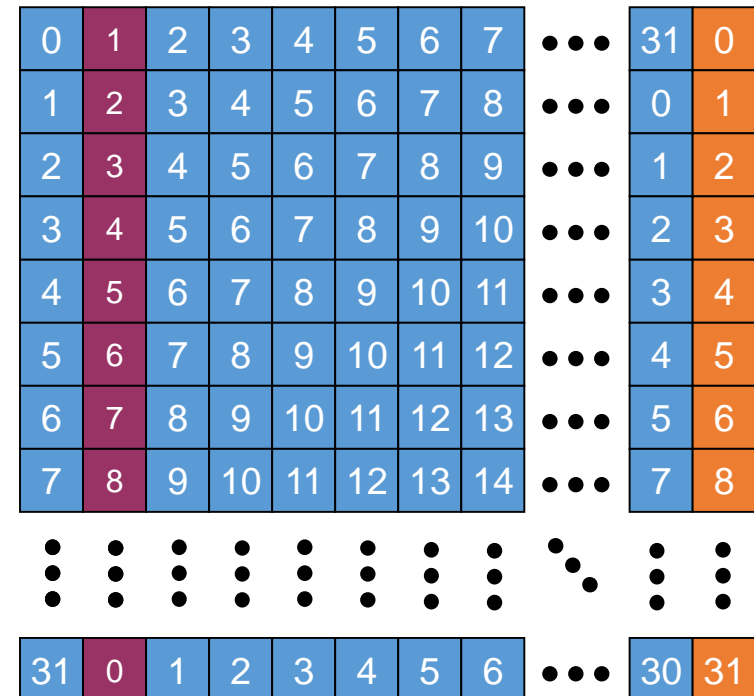 0 1 2 3 4 5 6 7 ••• 31 0
1 2 3 4 5 6 7 8 ••• 0 1
2 3 4 5 6 7 8 9 ••• 1 2
3 4 5 6 7 8 9 10 ••• 2 3
4 5 6 7 8 9 10 11 ••• 3 4
5 6 7 8 9 10 11 12 ••• 4 5
6 7 8 9 10 11 12 13 ••• 5 6
7 8 9 10 11 12 13 14 ••• 7 8
31 0 1 2 3 4 5 6 ••• 30 31